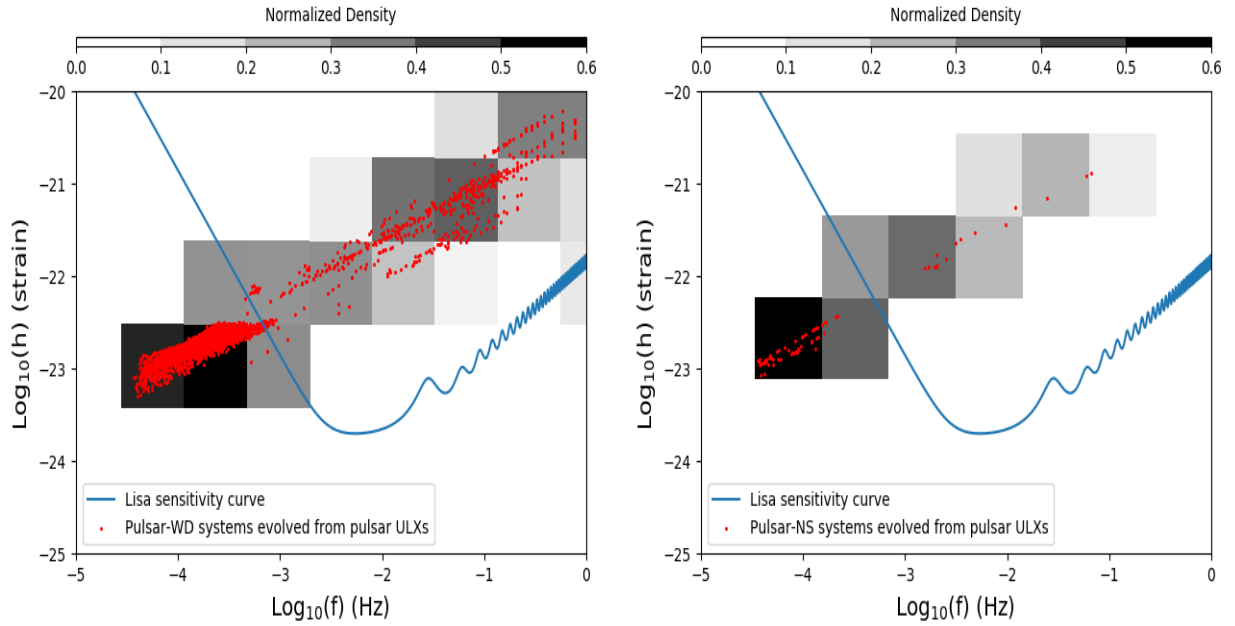 Normalized Density
0.0 0.1 0.2 0.3 0.4 0.5 0.6
−20
−21
−22
−23
−24
−25
Log₁₀(h) (strain)
Lisa sensitivity curve
Pulsar-WD systems evolved from pulsar ULXs
−5 −4 −3 −2 −1 0
Log₁₀(f) (Hz)
Normalized Density
0.0 0.1 0.2 0.3 0.4 0.5 0.6
−20
−21
−22
−23
−24
−25
Log₁₀(h) (strain)
Lisa sensitivity curve
Pulsar-NS systems evolved from pulsar ULXs
−5 −4 −3 −2 −1 0
Log₁₀(f) (Hz)